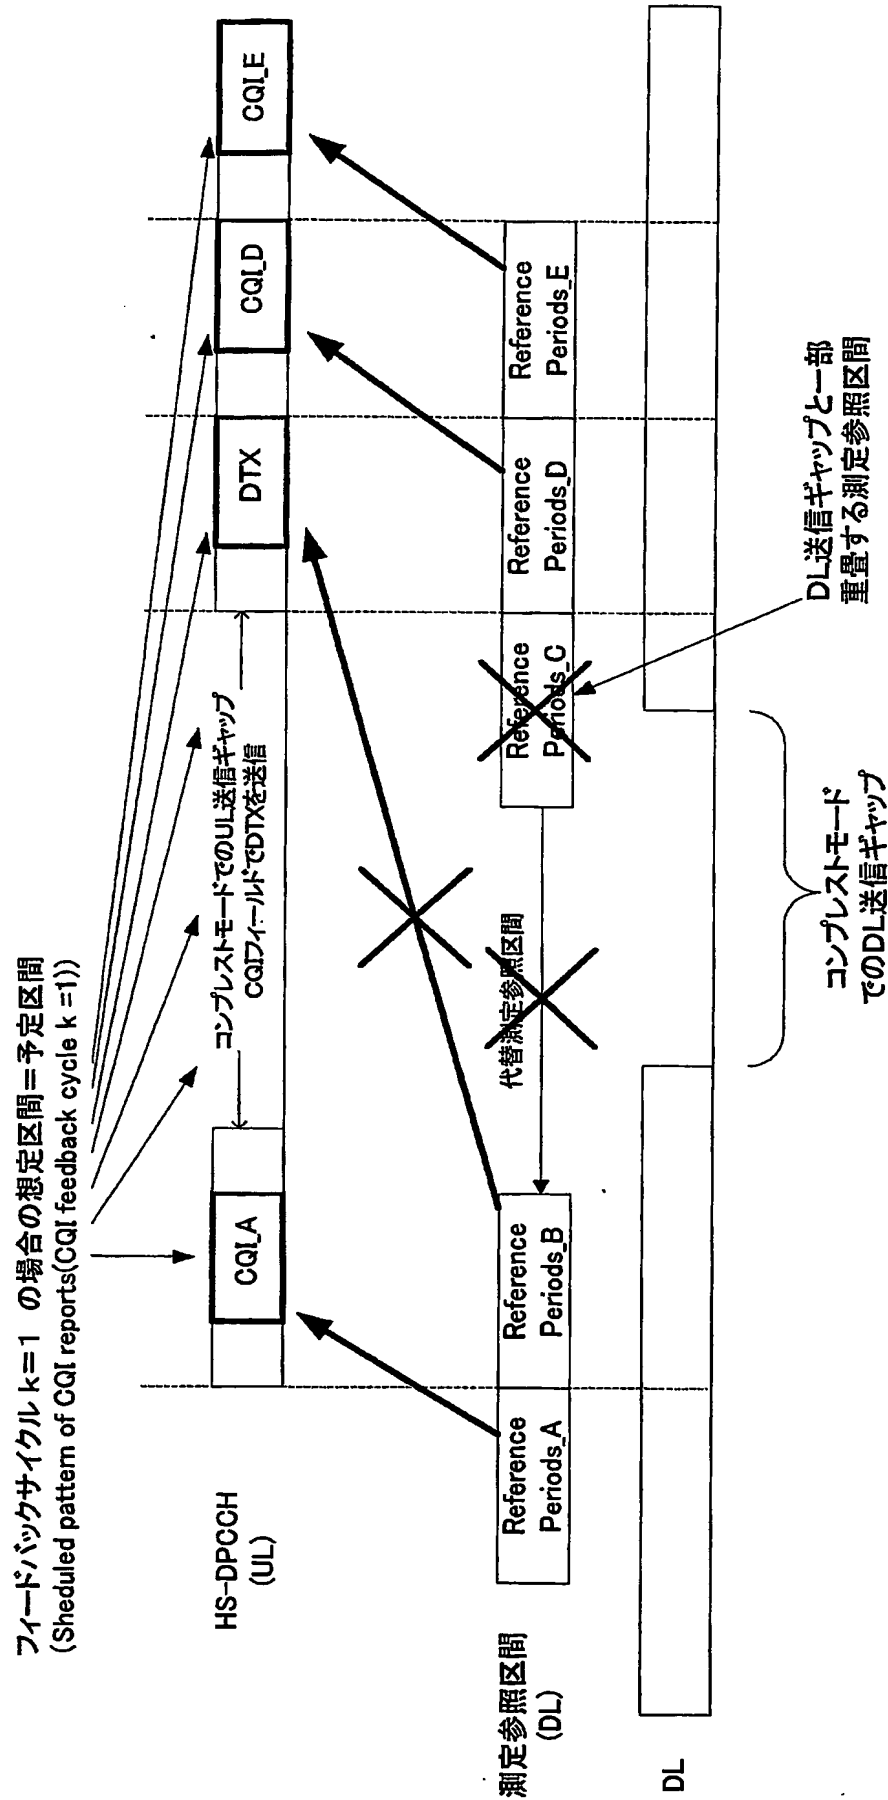 フィードバックサイクル k=1 の場合の想定区間=予定区間
(Sheduled pattern of CQI reports(CQI feedback cycle k =1))
HS-DPCCH
(UL)
CQI_A
コンプレストモードでのUL送信ギャップ
CQIフィールドでDTXを送信
DTX
CQI_D
CQI_E
測定参照区間
(DL)
Reference
Periods_A
Reference
Periods_B
代替測定参照区間
Reference
Periods_C
Reference
Periods_D
Reference
Periods_E
DL
コンプレストモード
でのDL送信ギャップ
DL送信ギャップと一部
重畳する測定参照区間